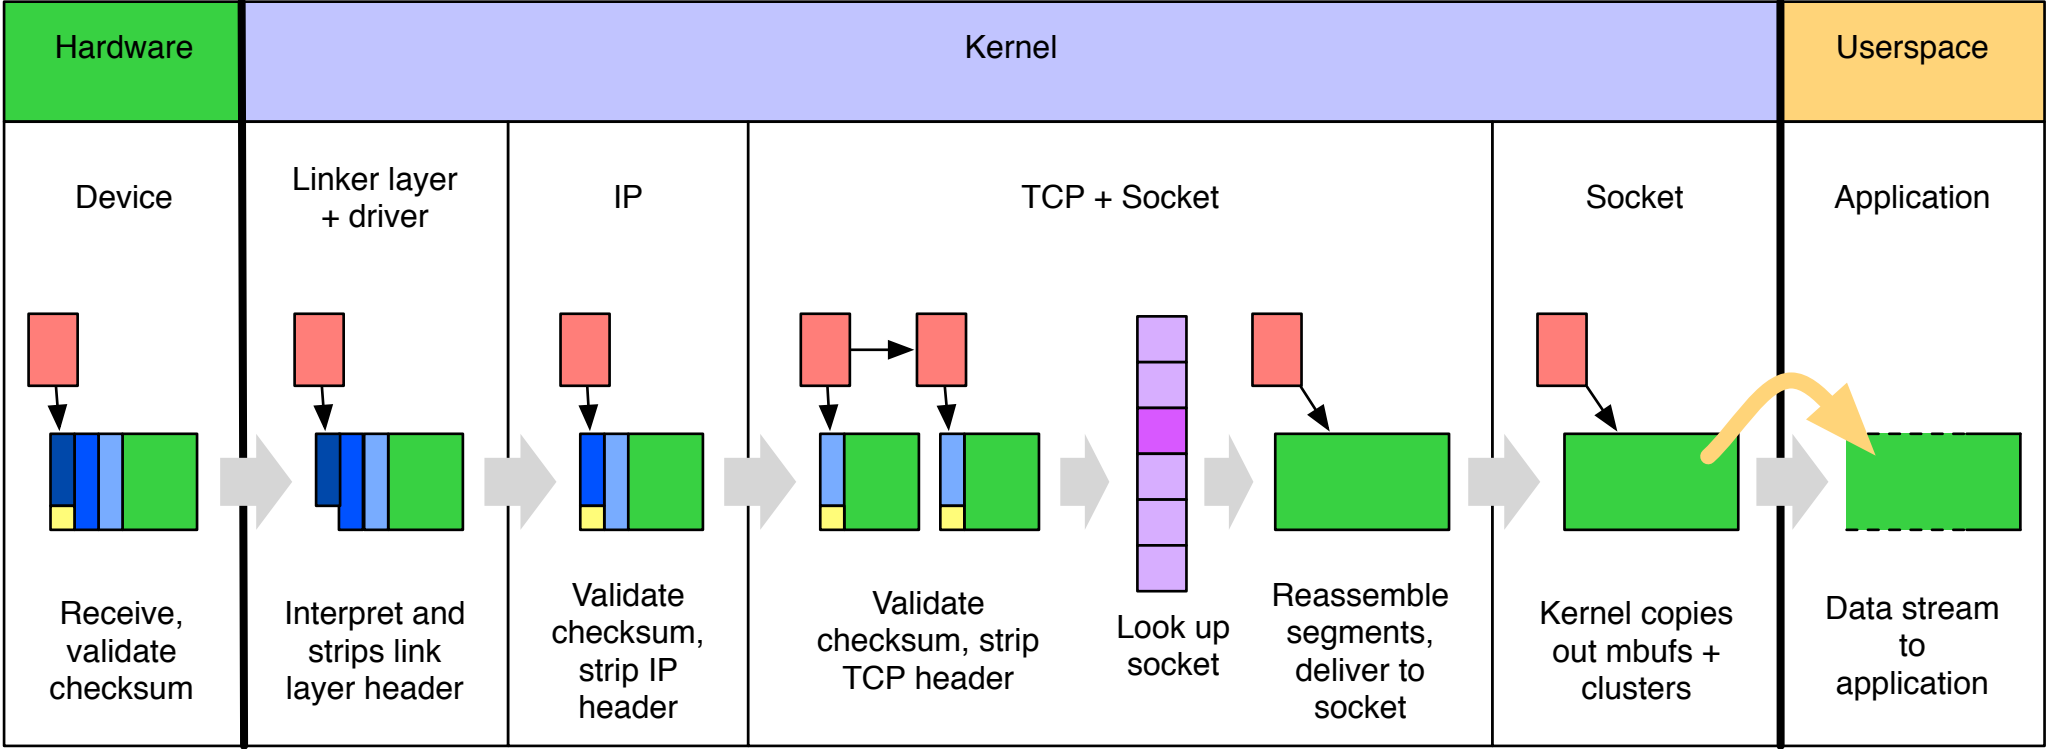 Hardware
Kernel
Userspace
Device
Linker layer
+ driver
IP
TCP + Socket
Socket
Application
Receive,
validate
checksum
Interpret and
strips link
layer header
Validate
checksum,
strip IP
header
Validate
checksum, strip
TCP header
Look up
socket
Reassemble
segments,
deliver to
socket
Kernel copies
out mbufs +
clusters
Data stream
to
application